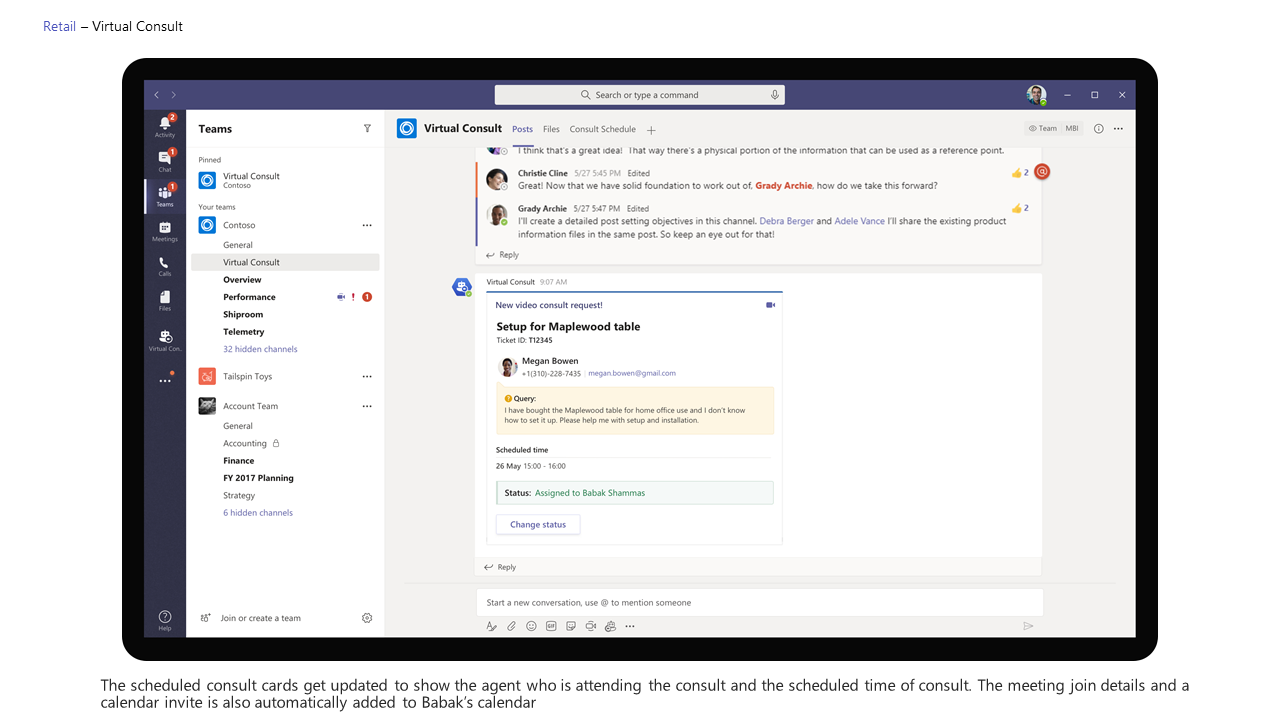 Retail – Virtual Consult
Search or type a command
Activity
2
Chat
1
Teams
1
Meetings
Calls
Files
Virtual Con..
Help
Teams
Pinned
Virtual Consult
Contoso
Your teams
Contoso
General
Virtual Consult
Overview
Performance
1
Shiproom
Telemetry
32 hidden channels
Tailspin Toys
Account Team
General
Accounting
Finance
FY 2017 Planning
Strategy
6 hidden channels
Join or create a team
Virtual Consult Posts Files Consult Schedule
Team MBI
I think that's a great idea! That way there's a physical portion of the information that can be used as a reference point.
Christie Cline 5/27 5:45 PM Edited
2 @
Great! Now that we have solid foundation to work out of, Grady Archie, how do we take this forward?
Grady Archie 5/27 5:47 PM Edited
2
I'll create a detailed post setting objectives in this channel. Debra Berger and Adele Vance I'll share the existing product
information files in the same post. So keep an eye out for that!
Reply
Virtual Consult 9:07 AM
New video consult request!
Setup for Maplewood table
Ticket ID: T12345
Megan Bowen
+1(310)-228-7435 | megan.bowen@gmail.com
Query:
I have bought the Maplewood table for home office use and I don't know
how to set it up. Please help me with setup and installation.
Scheduled time
26 May 15:00 - 16:00
Status: Assigned to Babak Shammas
Change status
Reply
Start a new conversation, use @ to mention someone
GIF
The scheduled consult cards get updated to show the agent who is attending the consult and the scheduled time of consult. The meeting join details and a
calendar invite is also automatically added to Babak's calendar